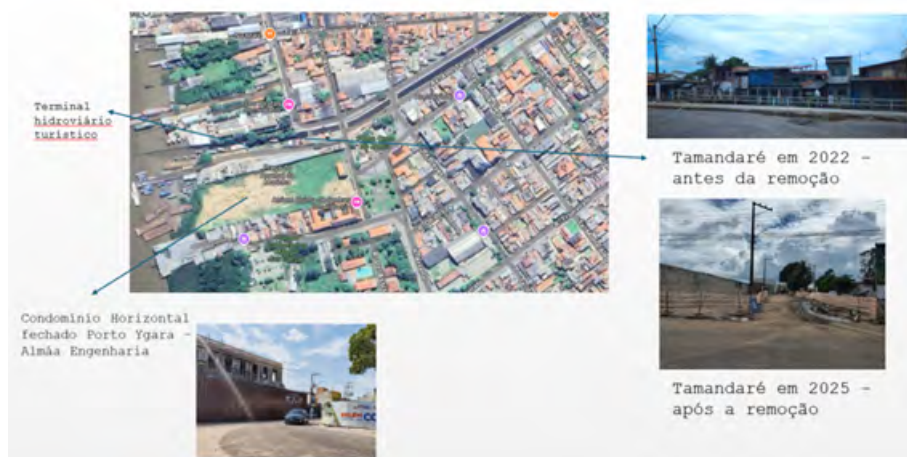 Terminal
hidroviário
turístico
Tamandaré em 2022 –
antes da remoção
Condomínio Horizontal
fechado Porto Ygara –
Almáa Engenharia
Tamandaré em 2025 –
após a remoção